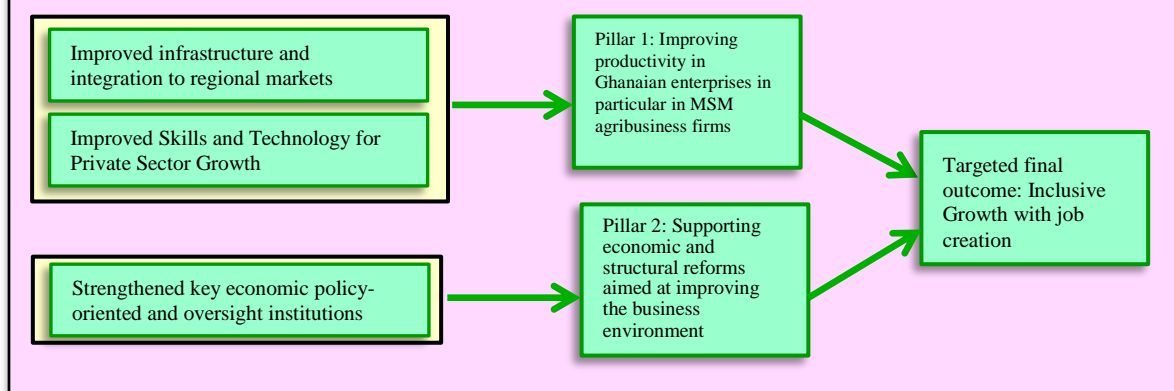 Improved infrastructure and
integration to regional markets
Improved Skills and Technology for
Private Sector Growth
Strengthened key economic policy-
oriented and oversight institutions
Pillar 1: Improving
productivity in
Ghanaian enterprises in
particular in MSM
agribusiness firms
Pillar 2: Supporting
economic and
structural reforms
aimed at improving
the business
environment
Targeted final
outcome: Inclusive
Growth with job
creation